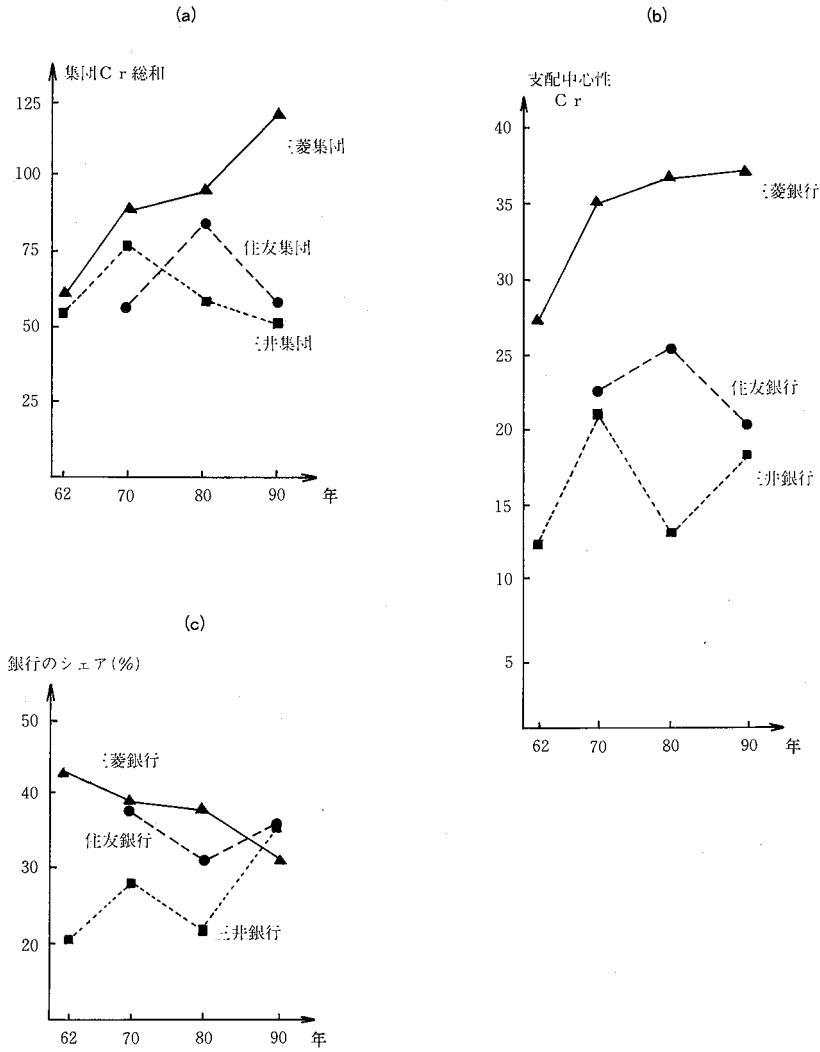 (a)
集団Cr総和
125
100
75
50
25
三菱集団
住友集団
三井集団
62 70 80 90 年
(b)
支配中心性
Cr
40
35
30
25
20
15
10
5
三菱銀行
住友銀行
三井銀行
62 70 80 90 年
(c)
銀行のシェア(%)
50
40
30
20
三菱銀行
住友銀行
三井銀行
62 70 80 90 年